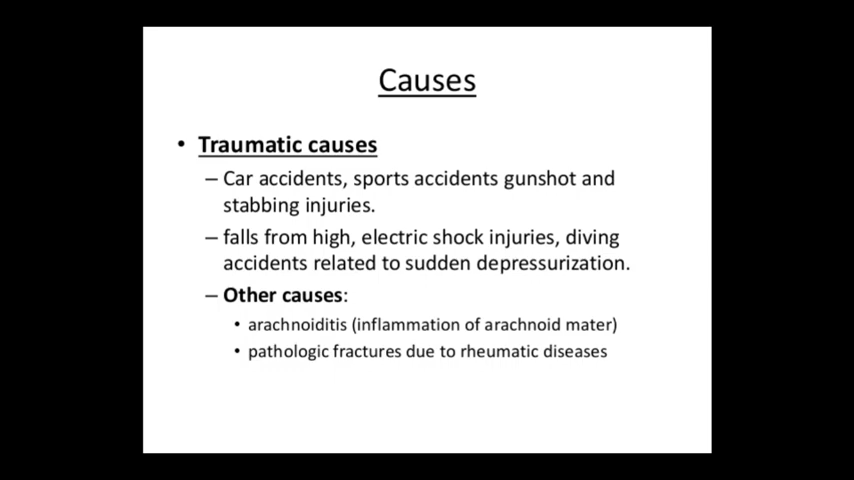 Causes
• Traumatic causes
– Car accidents, sports accidents gunshot and
stabbing injuries.
– falls from high, electric shock injuries, diving
accidents related to sudden depressurization.
– Other causes:
• arachnoiditis (inflammation of arachnoid mater)
• pathologic fractures due to rheumatic diseases